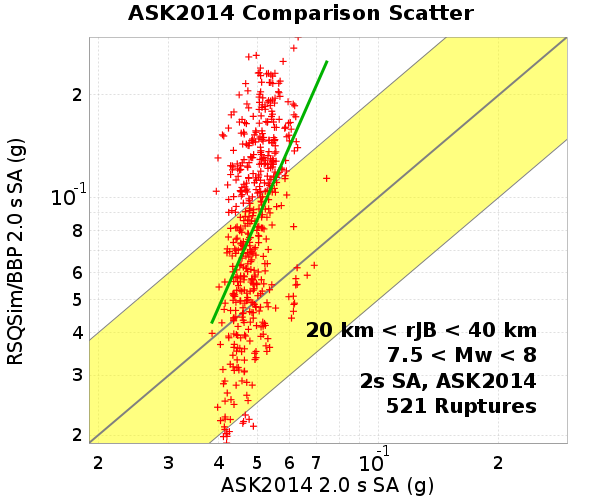 ASK2014 Comparison Scatter
RSQSim/BBP 2.0 s SA (g)
2
10-1
8
6
5
4
3
2
20 km < rJB < 40 km
7.5 < Mw < 8
2s SA, ASK2014
521 Ruptures
2 3 4 5 6 7 10-1 2
ASK2014 2.0 s SA (g)